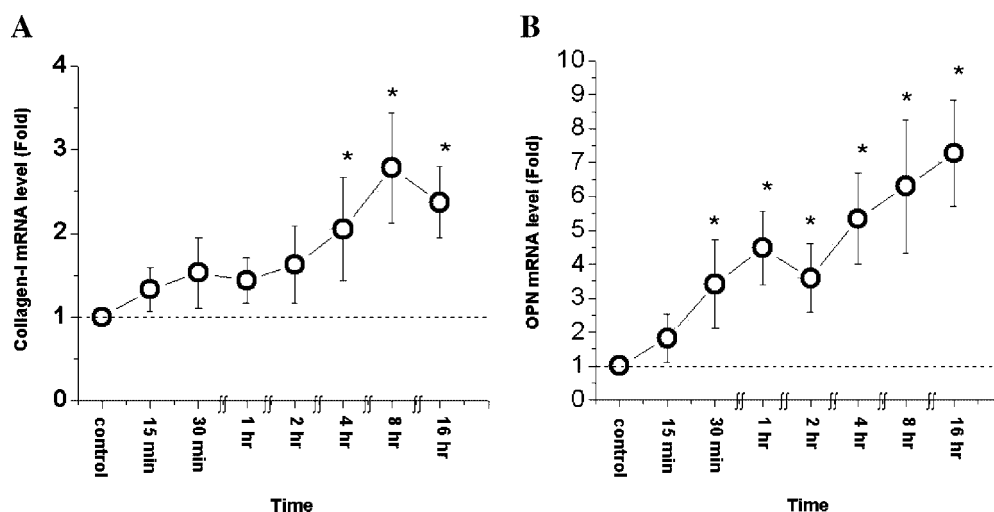 A
Collagen-I mRNA level (Fold)
4
3
2
1
0
* * *
control
15 min
30 min
1 hr
2 hr
4 hr
8 hr
16 hr
Time
B
OPN mRNA level (Fold)
10
9
8
7
6
5
4
3
2
1
0
* * * * * *
control
15 min
30 min
1 hr
2 hr
4 hr
8 hr
16 hr
Time